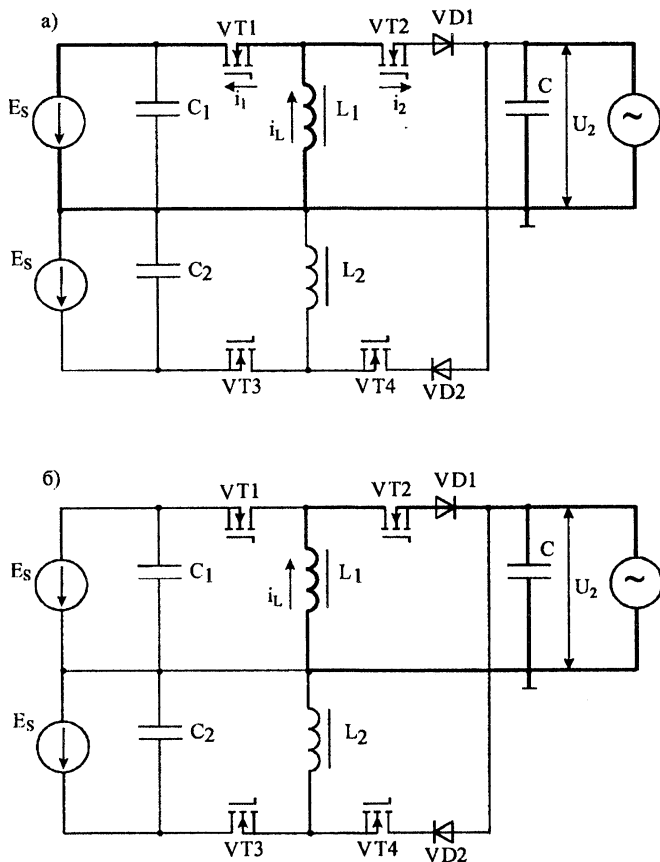 а)
VT1
VT2
VD1
Es
C1
i1
iL
L1
i2
C
U2
~
Es
C2
L2
VT3
VT4
VD2
б)
VT1
VT2
VD1
Es
C1
iL
L1
C
U2
~
Es
C2
L2
VT3
VT4
VD2